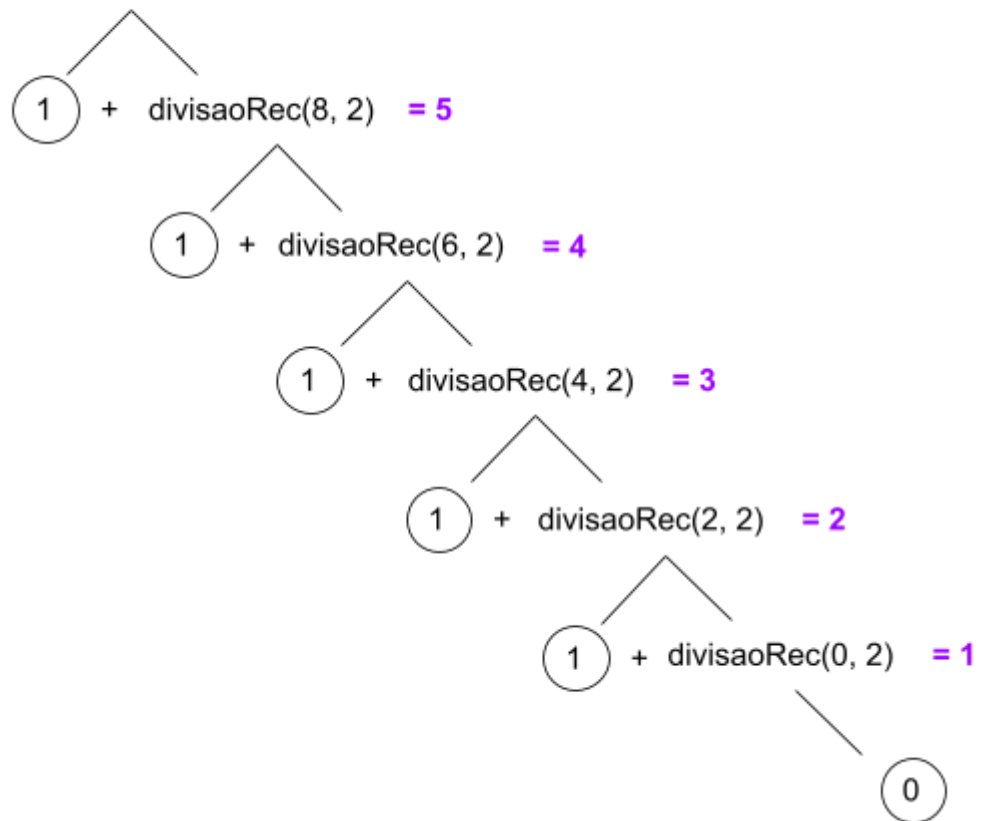 1 + divisaoRec(8, 2) = 5
1 + divisaoRec(6, 2) = 4
1 + divisaoRec(4, 2) = 3
1 + divisaoRec(2, 2) = 2
1 + divisaoRec(0, 2) = 1
0